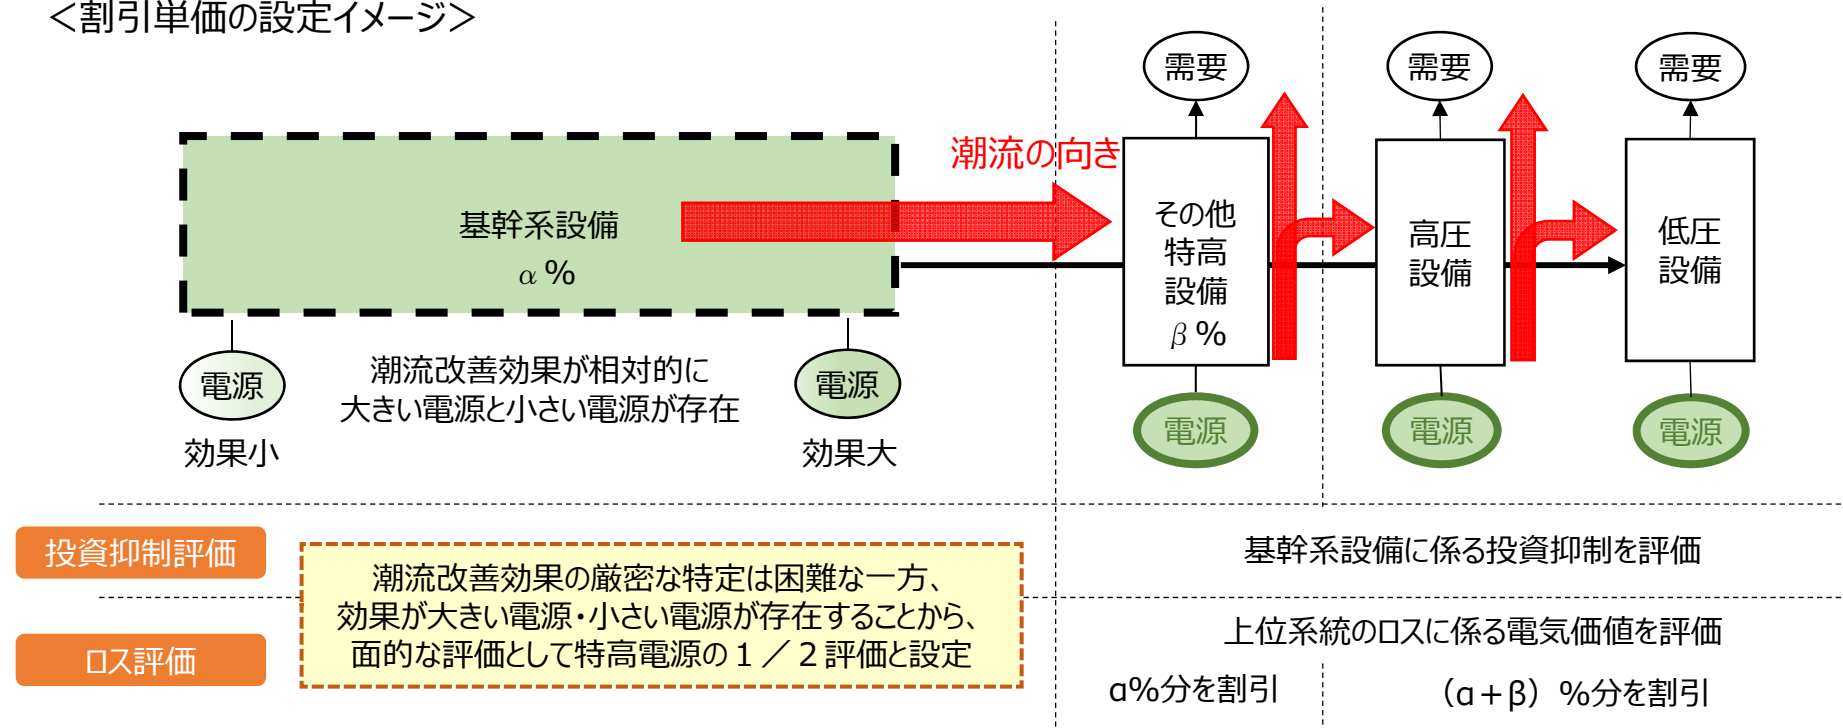 ＜割引単価の設定イメージ＞
需要
需要
需要
潮流の向き
基幹系設備
α％
その他
特高
設備
β％
高圧
設備
低圧
設備
電源
効果小
潮流改善効果が相対的に
大きい電源と小さい電源が存在
電源
効果大
電源
電源
電源
投資抑制評価
基幹系設備に係る投資抑制を評価
潮流改善効果の厳密な特定は困難な一方、
効果が大きい電源・小さい電源が存在することから、
面的な評価として特高電源の１／２評価と設定
ロス評価
上位系統のロスに係る電気価値を評価
α%分を割引
（α＋β）%分を割引